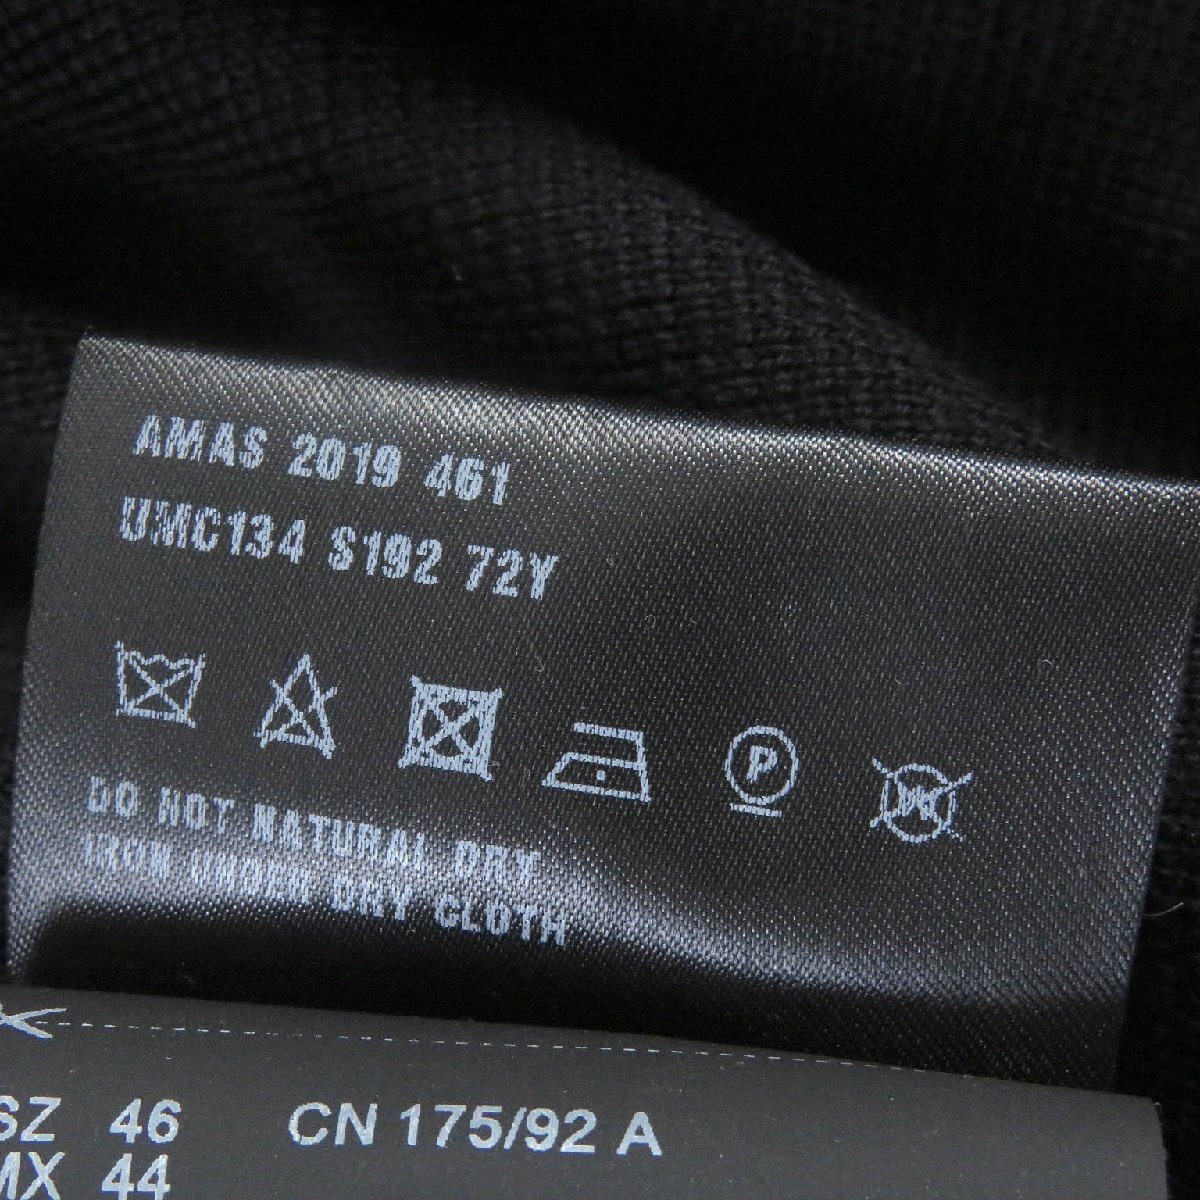 AMAS 2019 461
UMC134 S192 72Y
P
DO NOT NATURAL DRY
IRON UNDER DRY CLOTH
SZ 46 CN 175/92 A
MX 44